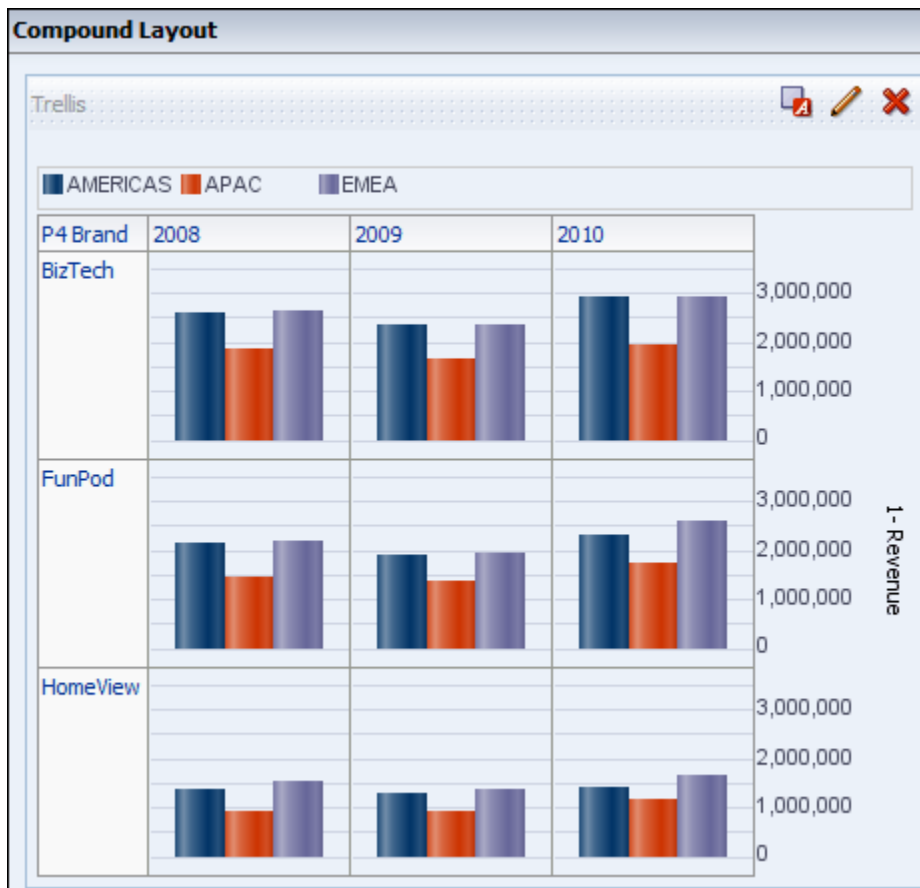 Compound Layout
Trellis
AMERICAS APAC EMEA
P4 Brand 2008 2009 2010
BizTech
3,000,000
2,000,000
1,000,000
0
FunPod
3,000,000
2,000,000
1,000,000
0
1- Revenue
HomeView
3,000,000
2,000,000
1,000,000
0